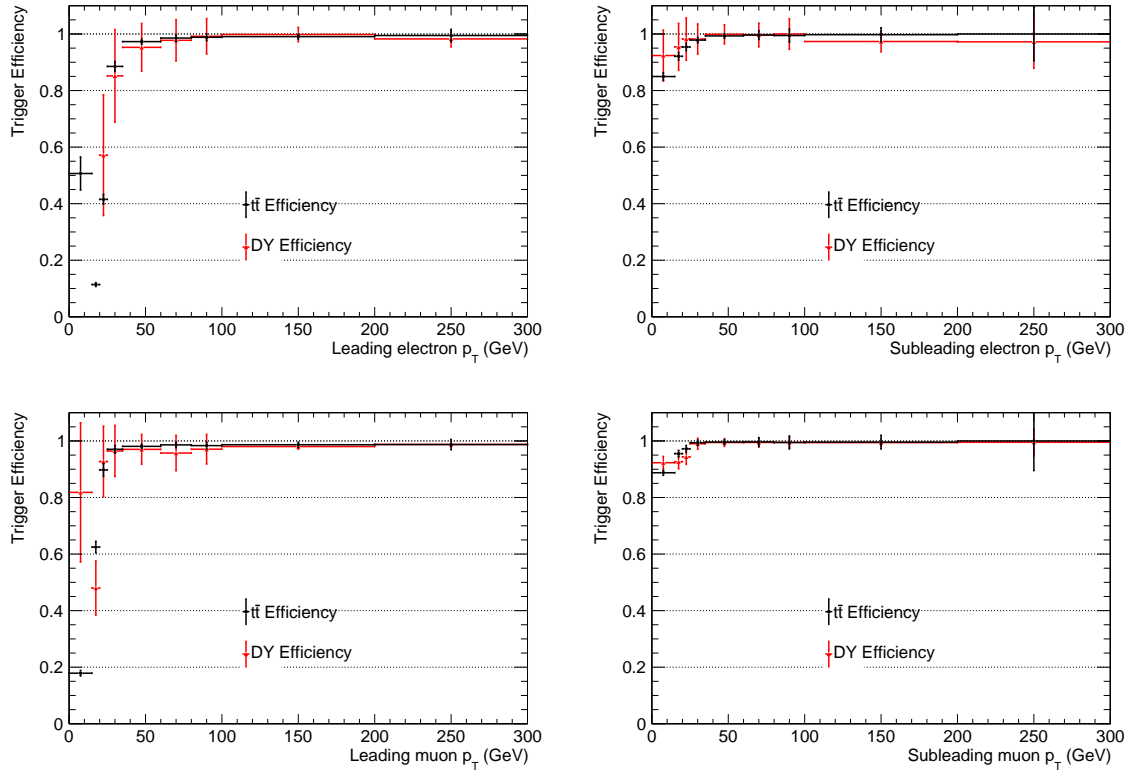 Trigger Efficiency
1
0.8
0.6
0.4
0.2
0
tt̄ Efficiency
DY Efficiency
0 50 100 150 200 250 300
Leading electron pT (GeV)
Trigger Efficiency
1
0.8
0.6
0.4
0.2
0
tt̄ Efficiency
DY Efficiency
0 50 100 150 200 250 300
Subleading electron pT (GeV)
Trigger Efficiency
1
0.8
0.6
0.4
0.2
0
tt̄ Efficiency
DY Efficiency
0 50 100 150 200 250 300
Leading muon pT (GeV)
Trigger Efficiency
1
0.8
0.6
0.4
0.2
0
tt̄ Efficiency
DY Efficiency
0 50 100 150 200 250 300
Subleading muon pT (GeV)